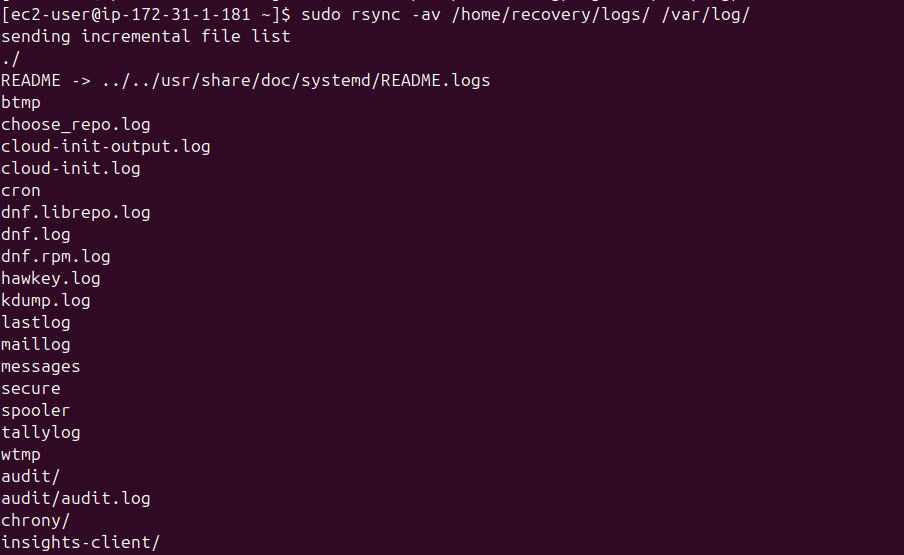 [ec2-user@ip-172-31-1-181 ~]$ sudo rsync -av /home/recovery/logs/ /var/log/
sending incremental file list
./
README -> ../../usr/share/doc/systemd/README.logs
btmp
choose_repo.log
cloud-init-output.log
cloud-init.log
cron
dnf.librepo.log
dnf.log
dnf.rpm.log
hawkey.log
kdump.log
lastlog
maillog
messages
secure
spooler
tallylog
wtmp
audit/
audit/audit.log
chrony/
insights-client/